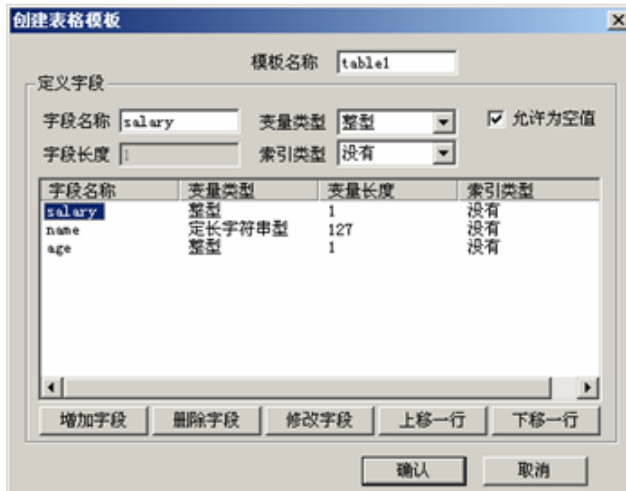 创建表格模板
模板名称 table1
定义字段
字段名称 salary 变量类型 整型 允许为空值
字段长度 1 索引类型 没有
字段名称 变量类型 变量长度 索引类型
salary 整型 1 没有
name 定长字符串型 127 没有
age 整型 1 没有
增加字段 删除字段 修改字段 上移一行 下移一行
确认 取消